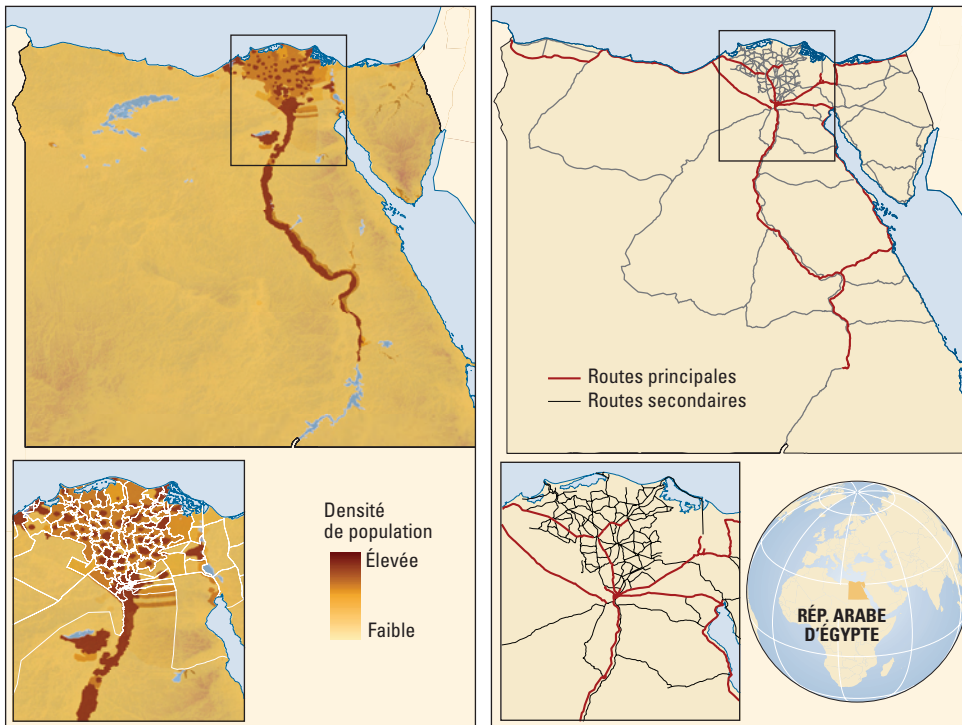 Routes principales
Routes secondaires
Densité
de population
Élevée
Faible
RÉP. ARABE
D'ÉGYPTE